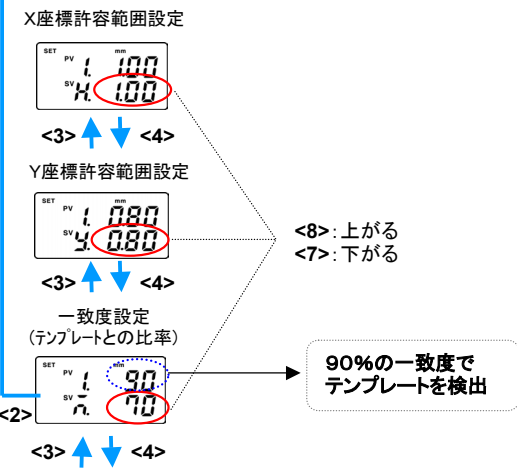 X座標許容範囲設定
SET PV 1. mm 1.00
SV X. 1.00
<3> <4>
Y座標許容範囲設定
SET PV 1. mm 0.80
SV y. 0.80
<3> <4>
<8>:上がる
<7>:下がる
一致度設定
(テンプレートとの比率)
SET PV 1. mm 90
SV 70
<2>
<3> <4>
90%の一致度で
テンプレートを検出